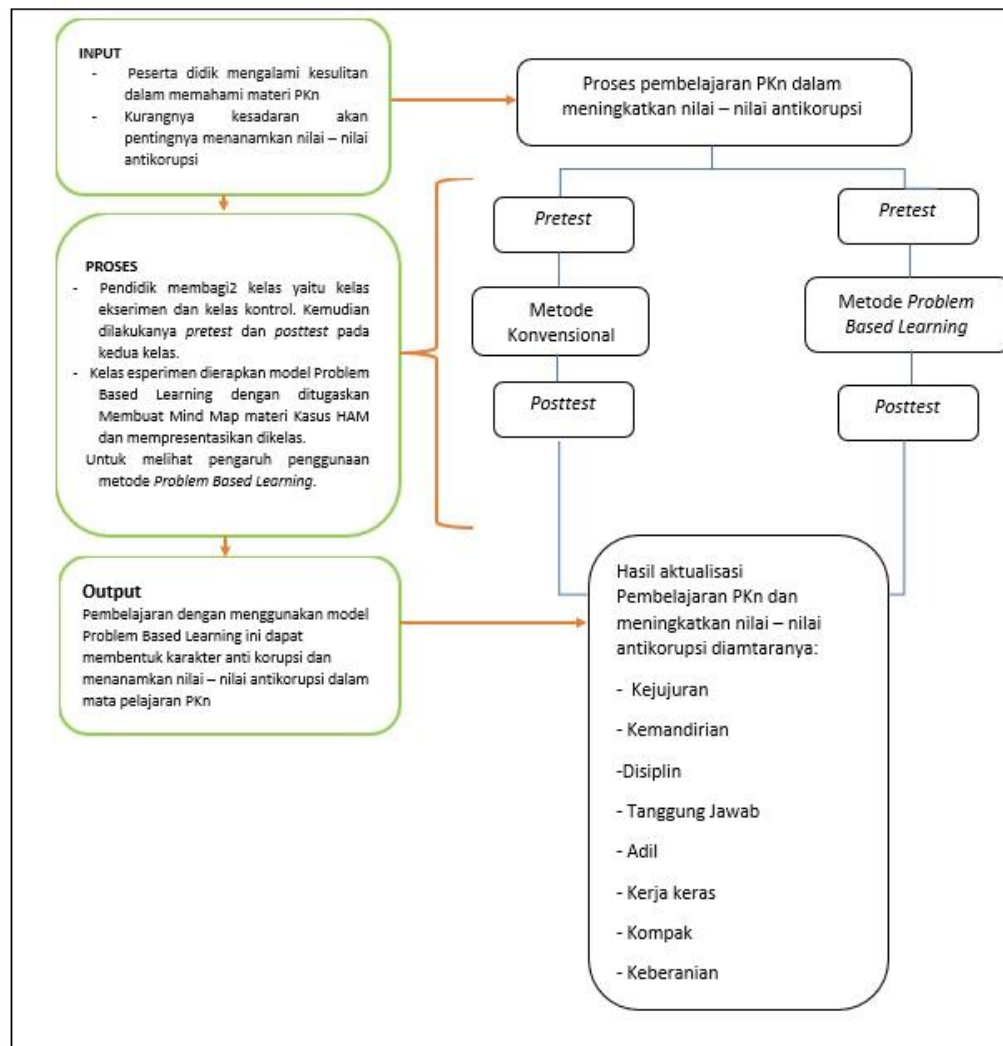 INPUT
- Peserta didik mengalami kesulitan
dalam memahami materi PKn
- Kurangnya kesadaran akan
pentingnya menanamkan nilai – nilai
antikorupsi
Proses pembelajaran PKn dalam
meningkatkan nilai – nilai antikorupsi
PROSES
- Pendidik membagi2 kelas yaitu kelas
ekserimen dan kelas kontrol. Kemudian
dilakukanya pretest dan posttest pada
kedua kelas.
- Kelas esperimen dierapkan model Problem
Based Learning dengan ditugaskan
Membuat Mind Map materi Kasus HAM
dan mempresentasikan dikelas.
Untuk melihat pengaruh penggunaan
metode Problem Based Learning.
Pretest
Metode
Konvensional
Posttest
Pretest
Metode Problem
Based Learning
Posttest
Output
Pembelajaran dengan menggunakan model
Problem Based Learning ini dapat
membentuk karakter anti korupsi dan
menanamkan nilai – nilai antikorupsi dalam
mata pelajaran PKn
Hasil aktualisasi
Pembelajaran PKn dan
meningkatkan nilai – nilai
antikorupsi diamtaranya:
- Kejujuran
- Kemandirian
-Disiplin
- Tanggung Jawab
- Adil
- Kerja keras
- Kompak
- Keberanian